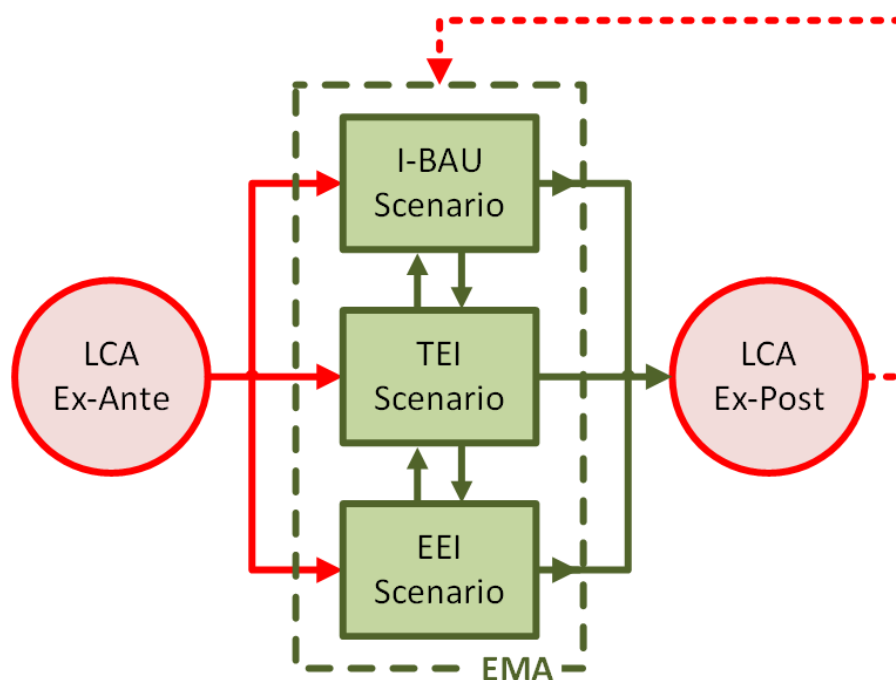 I-BAU
Scenario
LCA
Ex-Ante
TEI
Scenario
LCA
Ex-Post
EEI
Scenario
EMA